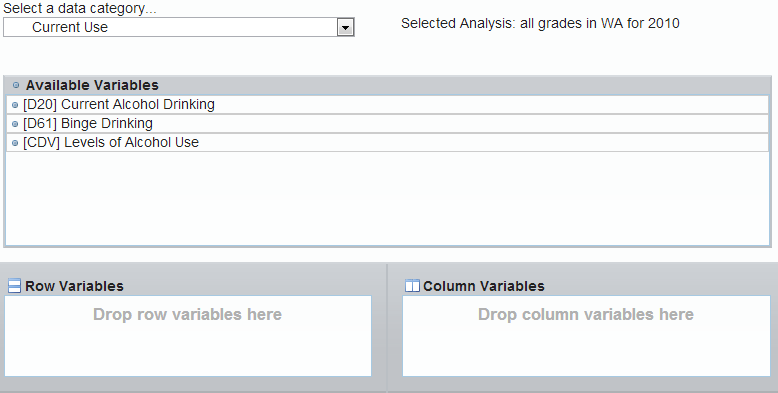 Select a data category...
Current Use
Selected Analysis: all grades in WA for 2010
Available Variables
[D20] Current Alcohol Drinking
[D61] Binge Drinking
[CDV] Levels of Alcohol Use
Row Variables
Drop row variables here
Column Variables
Drop column variables here